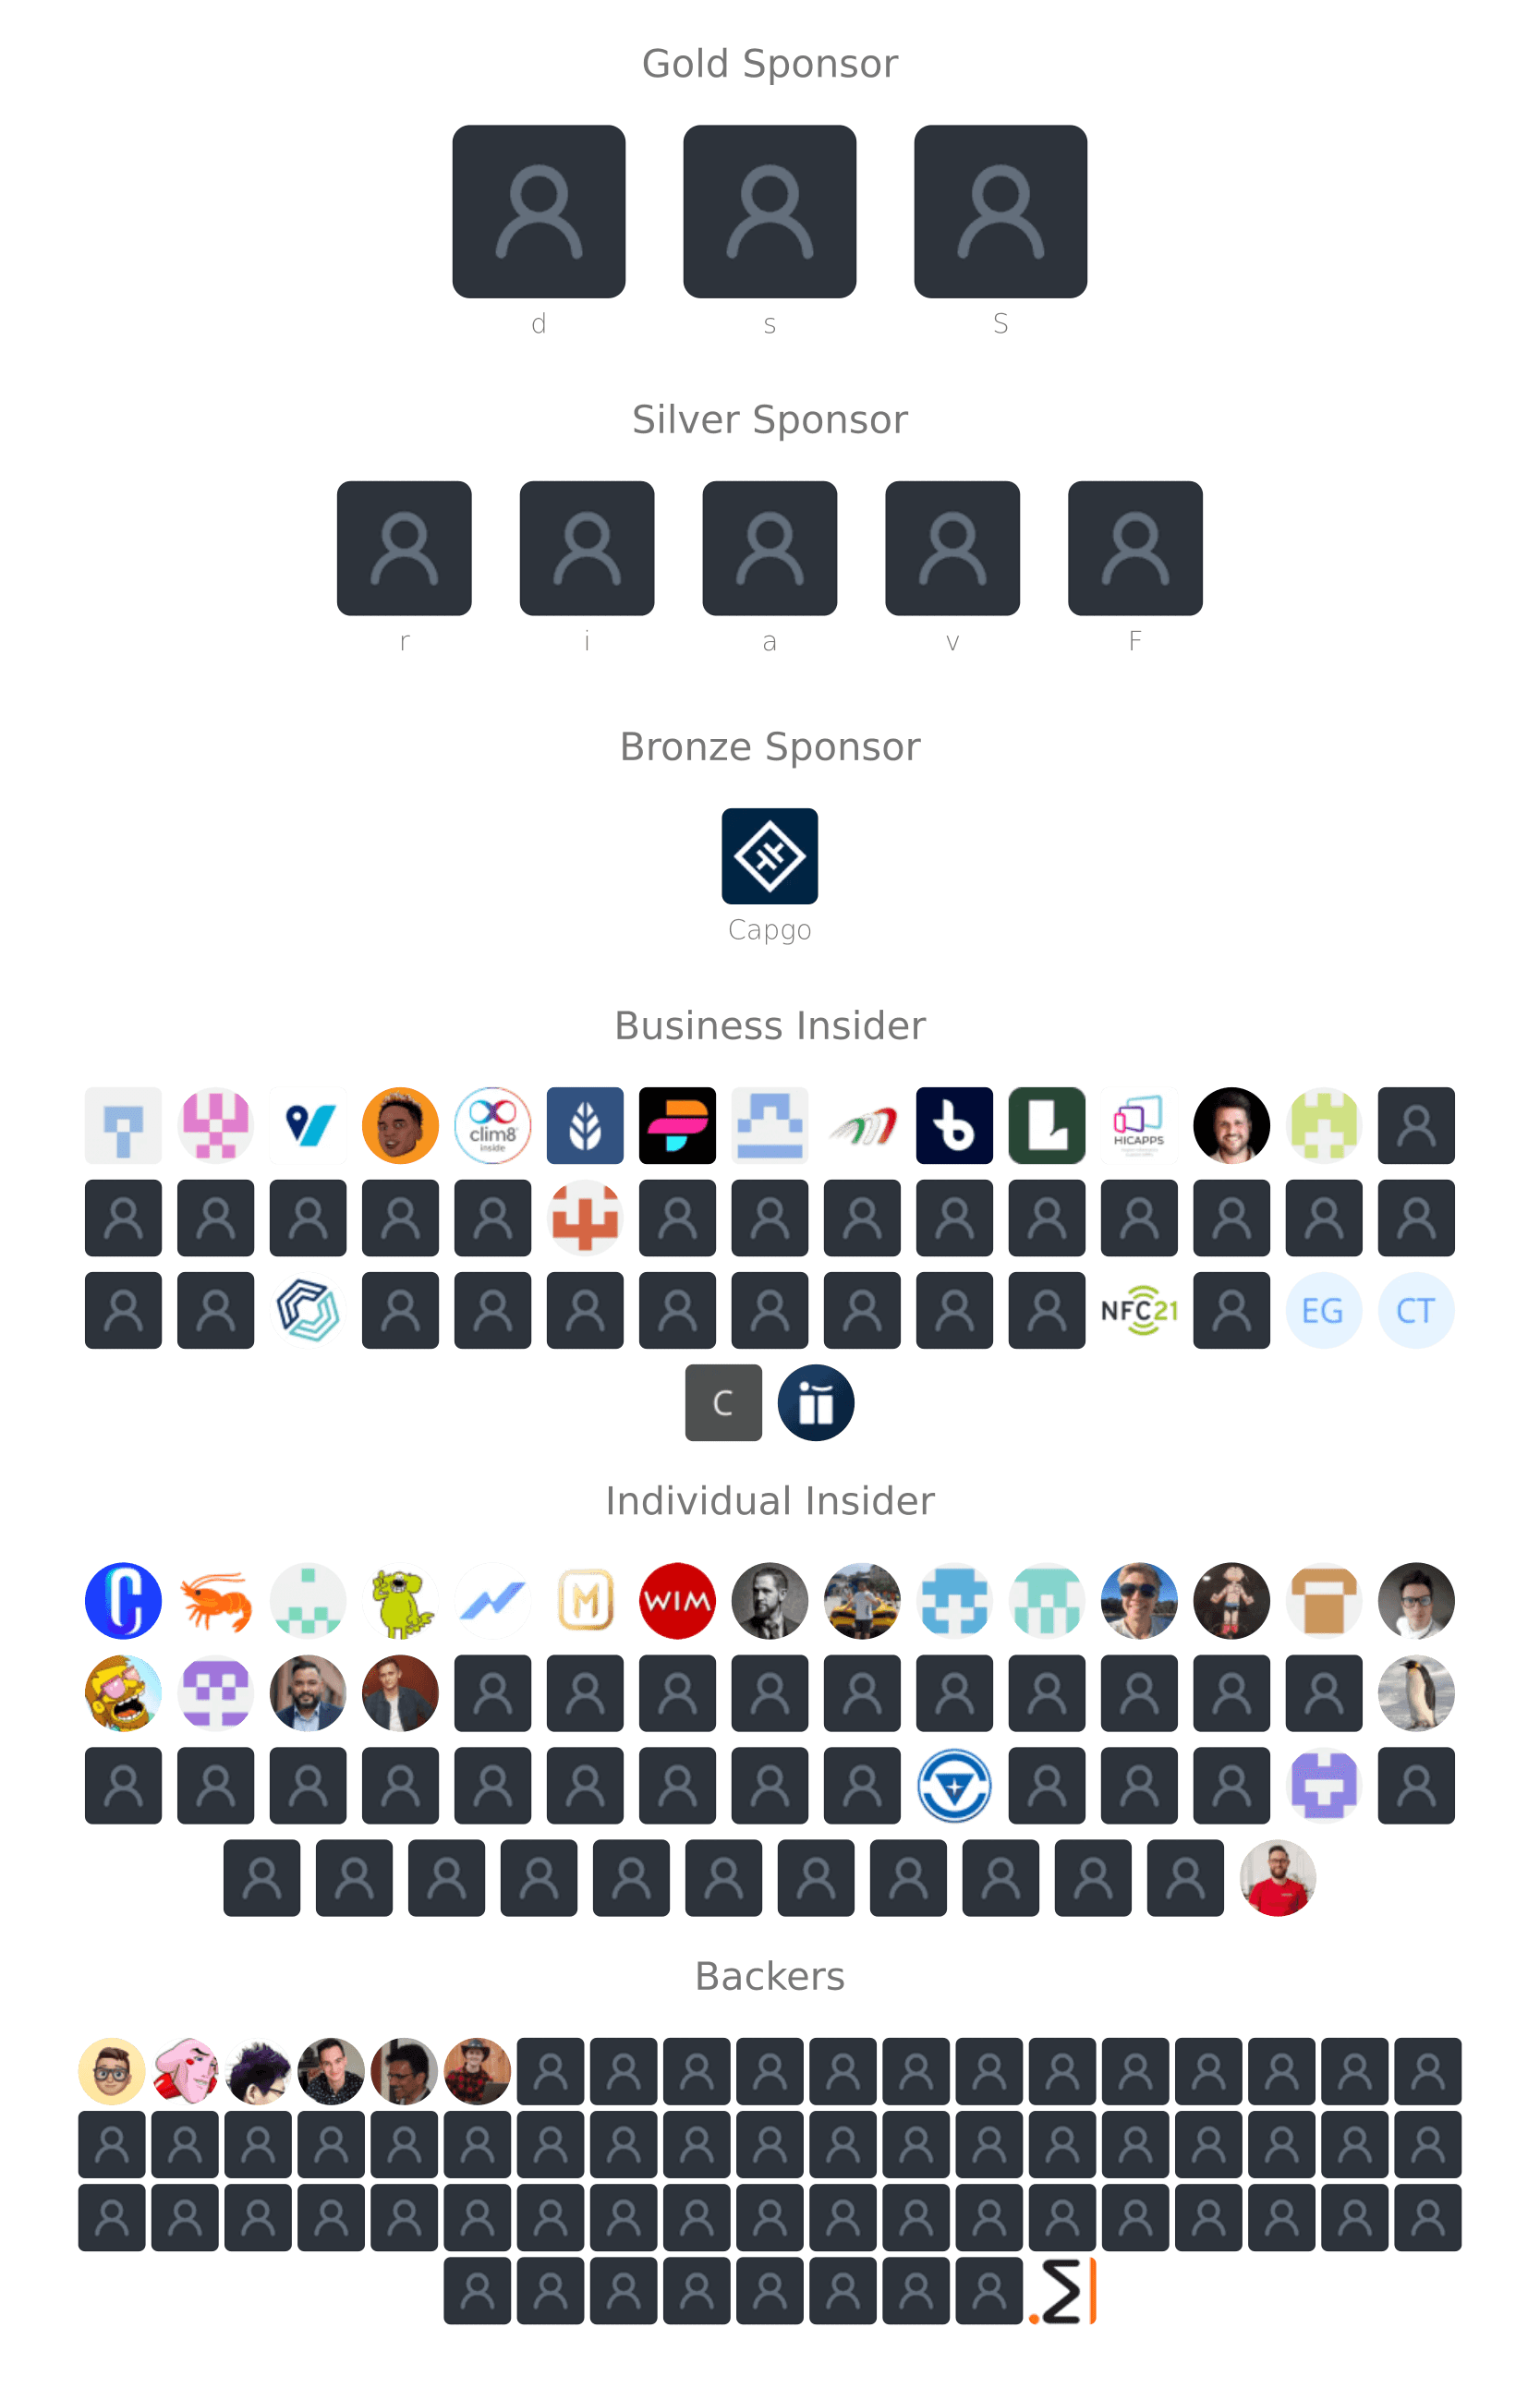 Gold Sponsor
d s S
Silver Sponsor
r i a v F
Bronze Sponsor
Capgo
Business Insider
clim8
inside
HICAPPS
NFC21
EG CT
C
Individual Insider
M WIM
Backers